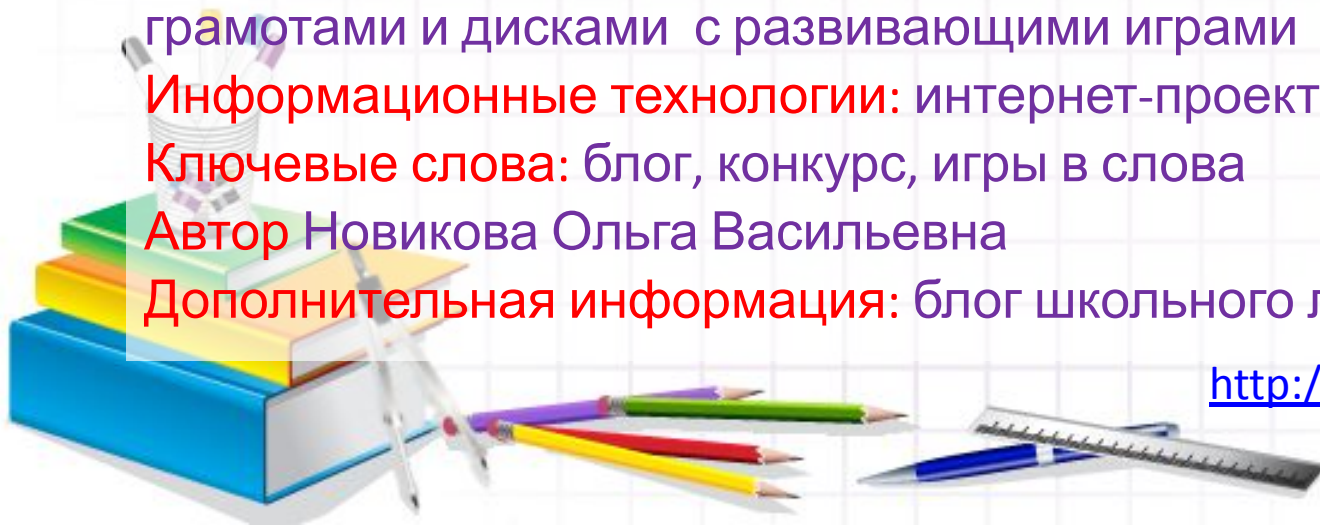 грамотами и дисками с развивающими играми
Информационные технологии: интернет-проект
Ключевые слова: блог, конкурс, игры в слова
Автор Новикова Ольга Васильевна
Дополнительная информация: блог школьного
http:/